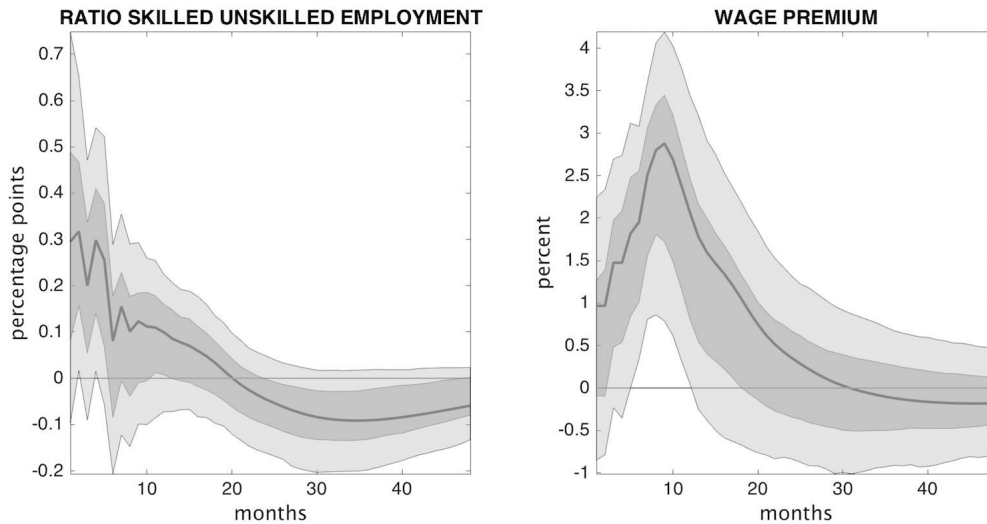 RATIO SKILLED UNSKILLED EMPLOYMENT
0.7
0.6
0.5
0.4
0.3
0.2
0.1
0
-0.1
-0.2
percentage points
10 20 30 40
months
WAGE PREMIUM
4
3.5
3
2.5
2
1.5
1
0.5
0
-0.5
-1
percent
10 20 30 40
months